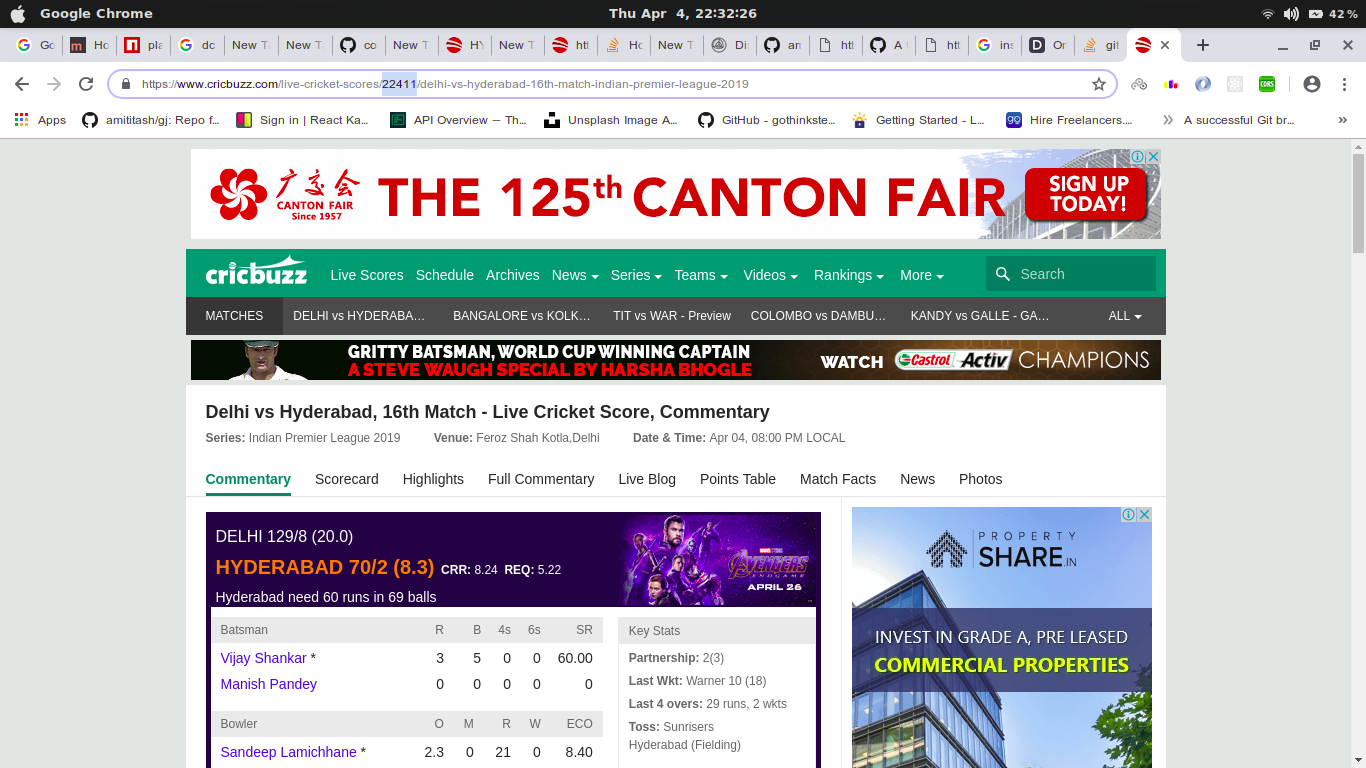 Google Chrome
Thu Apr 4, 22:32:26
42 %
Go
Ho
pla
do
New T
New T
co
New T
HY
New T
htt
Ho
New T
Di
an
htt
A
htt
ins
Or
git
https://www.cricbuzz.com/live-cricket-scores/22411/delhi-vs-hyderabad-16th-match-indian-premier-league-2019
CORS
Apps
amititash/gj: Repo f...
Sign in | React Ka...
API Overview — Th...
Unsplash Image A...
GitHub - gothinkste...
Getting Started - L...
go Hire Freelancers....
A successful Git br...
»
广交会
CANTON FAIR
Since 1957
THE 125th CANTON FAIR
SIGN UP
TODAY!
cricbuzz
Live Scores
Schedule
Archives
News
Series
Teams
Videos
Rankings
More
Search
MATCHES
DELHI vs HYDERABA...
BANGALORE vs KOLK...
TIT vs WAR - Preview
COLOMBO vs DAMBU...
KANDY vs GALLE - GA...
ALL
GRITTY BATSMAN, WORLD CUP WINNING CAPTAIN
A STEVE WAUGH SPECIAL BY HARSHA BHOGLE
WATCH Castrol Activ CHAMPIONS
Delhi vs Hyderabad, 16th Match - Live Cricket Score, Commentary
Series: Indian Premier League 2019
Venue: Feroz Shah Kotla,Delhi
Date & Time: Apr 04, 08:00 PM LOCAL
Commentary
Scorecard
Highlights
Full Commentary
Live Blog
Points Table
Match Facts
News
Photos
DELHI 129/8 (20.0)
HYDERABAD 70/2 (8.3) CRR: 8.24 REQ: 5.22
Hyderabad need 60 runs in 69 balls
MARVEL STUDIOS
AVENGERS
ENDGAME
APRIL 26
Batsman R B 4s 6s SR
Vijay Shankar * 3 5 0 0 60.00
Manish Pandey 0 0 0 0 0
Bowler O M R W ECO
Sandeep Lamichhane * 2.3 0 21 0 8.40
Key Stats
Partnership: 2(3)
Last Wkt: Warner 10 (18)
Last 4 overs: 29 runs, 2 wkts
Toss: Sunrisers
Hyderabad (Fielding)
PROPERTY
SHARE.IN
INVEST IN GRADE A, PRE LEASED
COMMERCIAL PROPERTIES